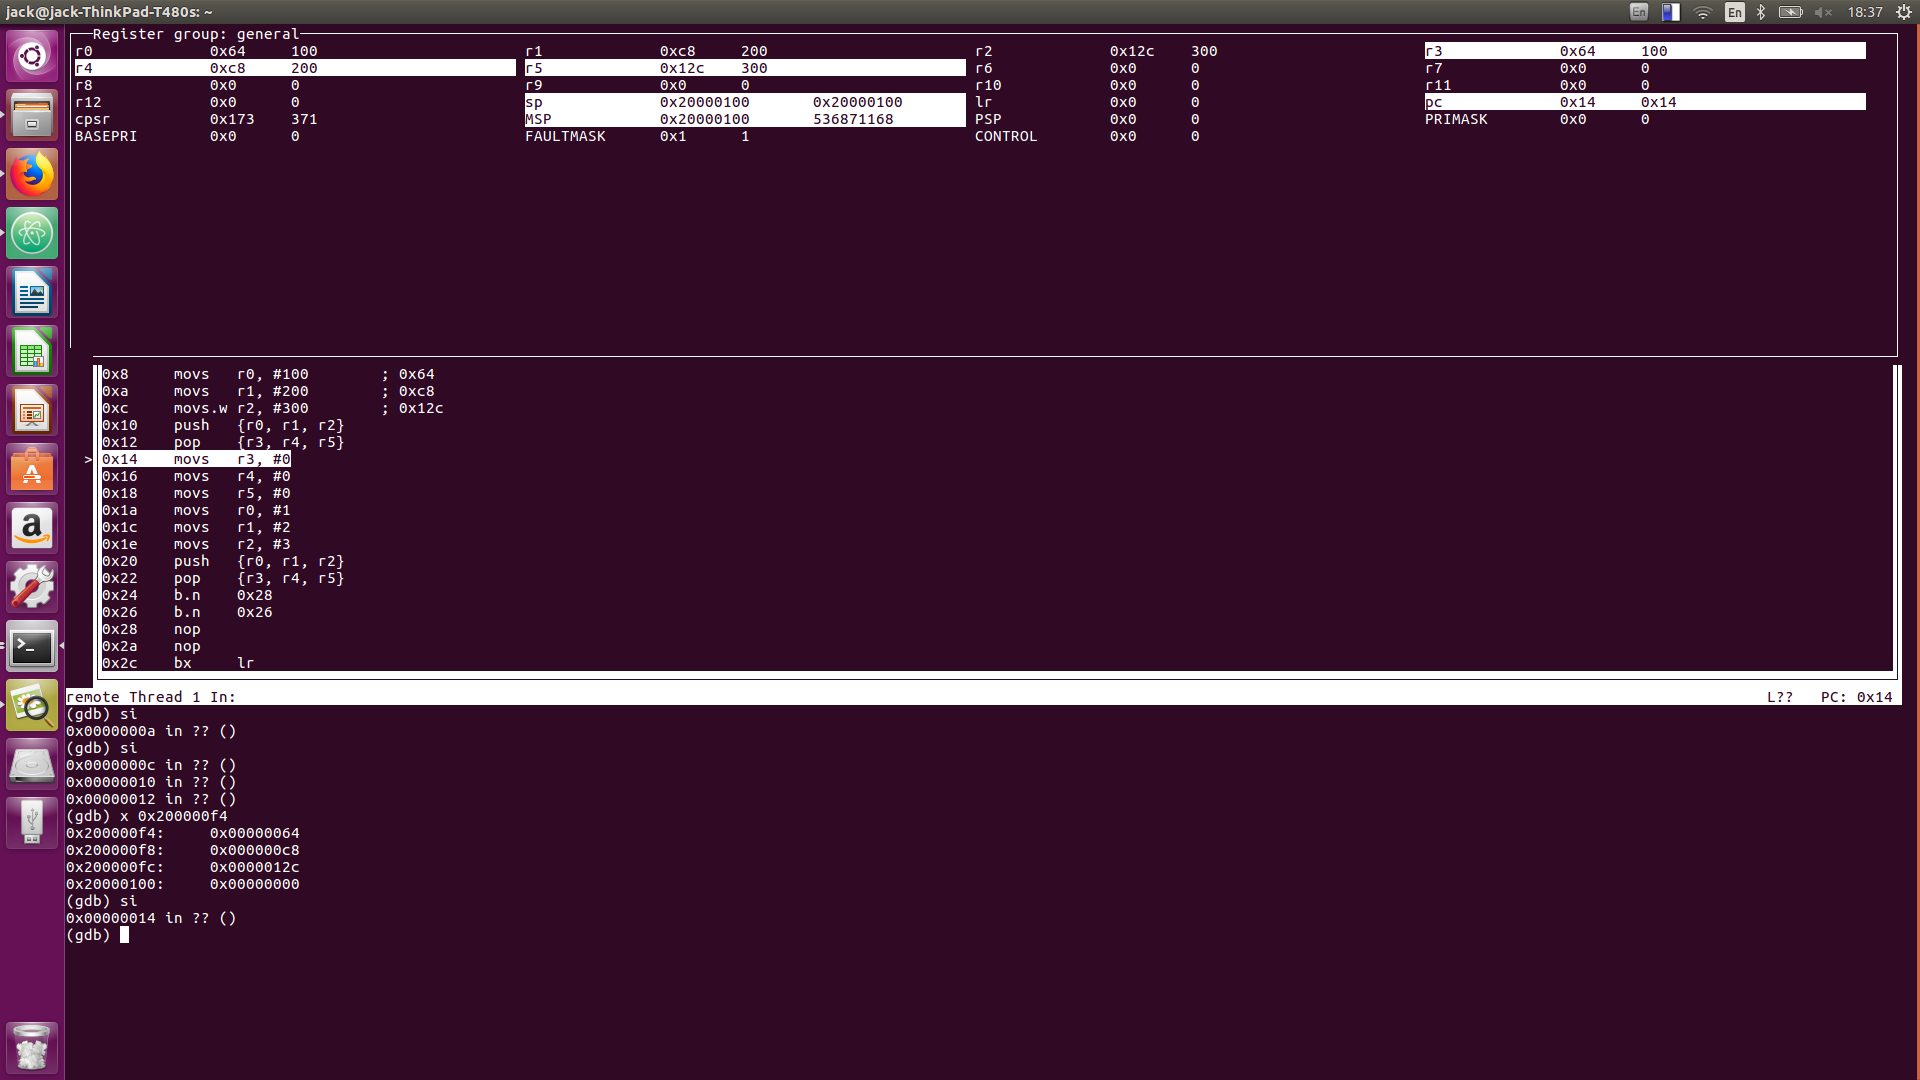 jack@jack-ThinkPad-T480s: ~ En En 18:37
Register group: general
r0 0x64 100 r1 0xc8 200 r2 0x12c 300 r3 0x64 100
r4 0xc8 200 r5 0x12c 300 r6 0x0 0 r7 0x0 0
r8 0x0 0 r9 0x0 0 r10 0x0 0 r11 0x0 0
r12 0x0 0 sp 0x20000100 0x20000100 lr 0x0 0 pc 0x14 0x14
cpsr 0x173 371 MSP 0x20000100 536871168 PSP 0x0 0 PRIMASK 0x0 0
BASEPRI 0x0 0 FAULTMASK 0x1 1 CONTROL 0x0 0
0x8 movs r0, #100 ; 0x64
0xa movs r1, #200 ; 0xc8
0xc movs.w r2, #300 ; 0x12c
0x10 push {r0, r1, r2}
0x12 pop {r3, r4, r5}
> 0x14 movs r3, #0
0x16 movs r4, #0
0x18 movs r5, #0
0x1a movs r0, #1
0x1c movs r1, #2
0x1e movs r2, #3
0x20 push {r0, r1, r2}
0x22 pop {r3, r4, r5}
0x24 b.n 0x28
0x26 b.n 0x26
0x28 nop
0x2a nop
0x2c bx lr
remote Thread 1 In: L?? PC: 0x14
(gdb) si
0x0000000a in ?? ()
(gdb) si
0x0000000c in ?? ()
0x00000010 in ?? ()
0x00000012 in ?? ()
(gdb) x 0x200000f4
0x200000f4: 0x00000064
0x200000f8: 0x000000c8
0x200000fc: 0x0000012c
0x20000100: 0x00000000
(gdb) si
0x00000014 in ?? ()
(gdb)